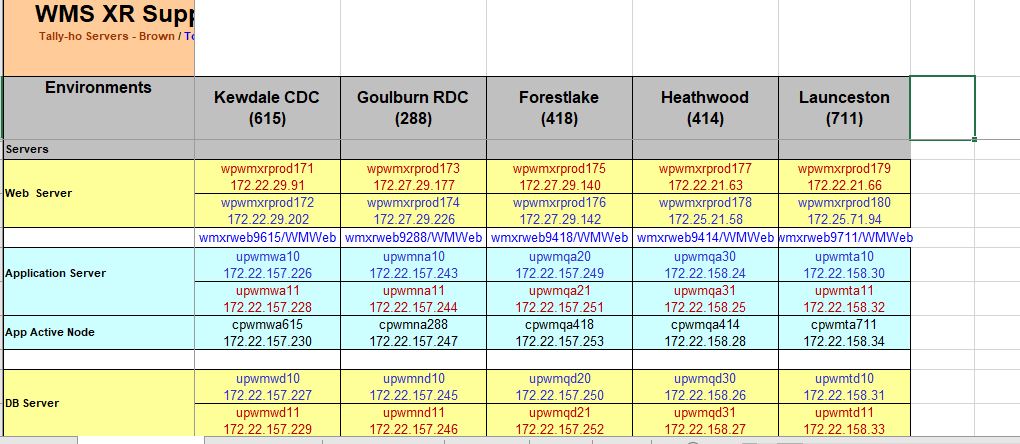 WMS XR Supp
Tally-ho Servers - Brown / To
Environments
Kewdale CDC (615)
Goulburn RDC (288)
Forestlake (418)
Heathwood (414)
Launceston (711)
Servers
Web Server
wpwmxrprod171 wpwmxrprod173 wpwmxrprod175 wpwmxrprod177 wpwmxrprod179
172.22.29.91 172.27.29.177 172.27.29.140 172.22.21.63 172.22.21.66
wpwmxrprod172 wpwmxrprod174 wpwmxrprod176 wpwmxrprod178 wpwmxrprod180
172.22.29.202 172.27.29.226 172.27.29.142 172.25.21.58 172.25.71.94
wmxrweb9615/WMWeb wmxrweb9288/WMWeb wmxrweb9418/WMWeb wmxrweb9414/WMWeb wmxrweb9711/WMWeb
Application Server
upwmwa10 upwmna10 upwmqa20 upwmqa30 upwmta10
172.22.157.226 172.22.157.243 172.22.157.249 172.22.158.24 172.22.158.30
upwmwa11 upwmna11 upwmqa21 upwmqa31 upwmta11
172.22.157.228 172.22.157.244 172.22.157.251 172.22.158.25 172.22.158.32
App Active Node
cpwmwa615 cpwmna288 cpwmqa418 cpwmqa414 cpwmta711
172.22.157.230 172.22.157.247 172.22.157.253 172.22.158.28 172.22.158.34
DB Server
upwmwd10 upwmnd10 upwmqd20 upwmqd30 upwmtd10
172.22.157.227 172.22.157.245 172.22.157.250 172.22.158.26 172.22.158.31
upwmwd11 upwmnd11 upwmqd21 upwmqd31 upwmtd11
172.22.157.229 172.22.157.246 172.22.157.252 172.22.158.27 172.22.158.33